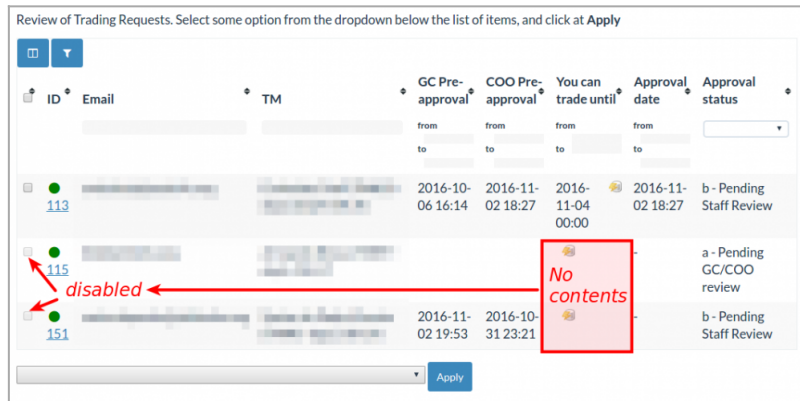 Review of Trading Requests. Select some option from the dropdown below the list of items, and click at Apply
ID Email TM GC Pre-approval COO Pre-approval You can trade until Approval date Approval status
from from from from
to to to to
113 2016-10-06 16:14 2016-11-02 18:27 2016-11-04 00:00 2016-11-02 18:27 b - Pending Staff Review
115 - a - Pending GC/COO review
disabled
No contents
151 2016-11-02 19:53 2016-10-31 23:21 - b - Pending Staff Review
Apply